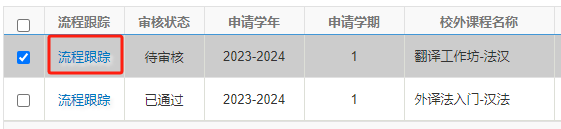 流程跟踪 审核状态 申请学年 申请学期 校外课程名称
流程跟踪 待审核 2023-2024 1 翻译工作坊-法汉
流程跟踪 已通过 2023-2024 1 外译法入门-汉法